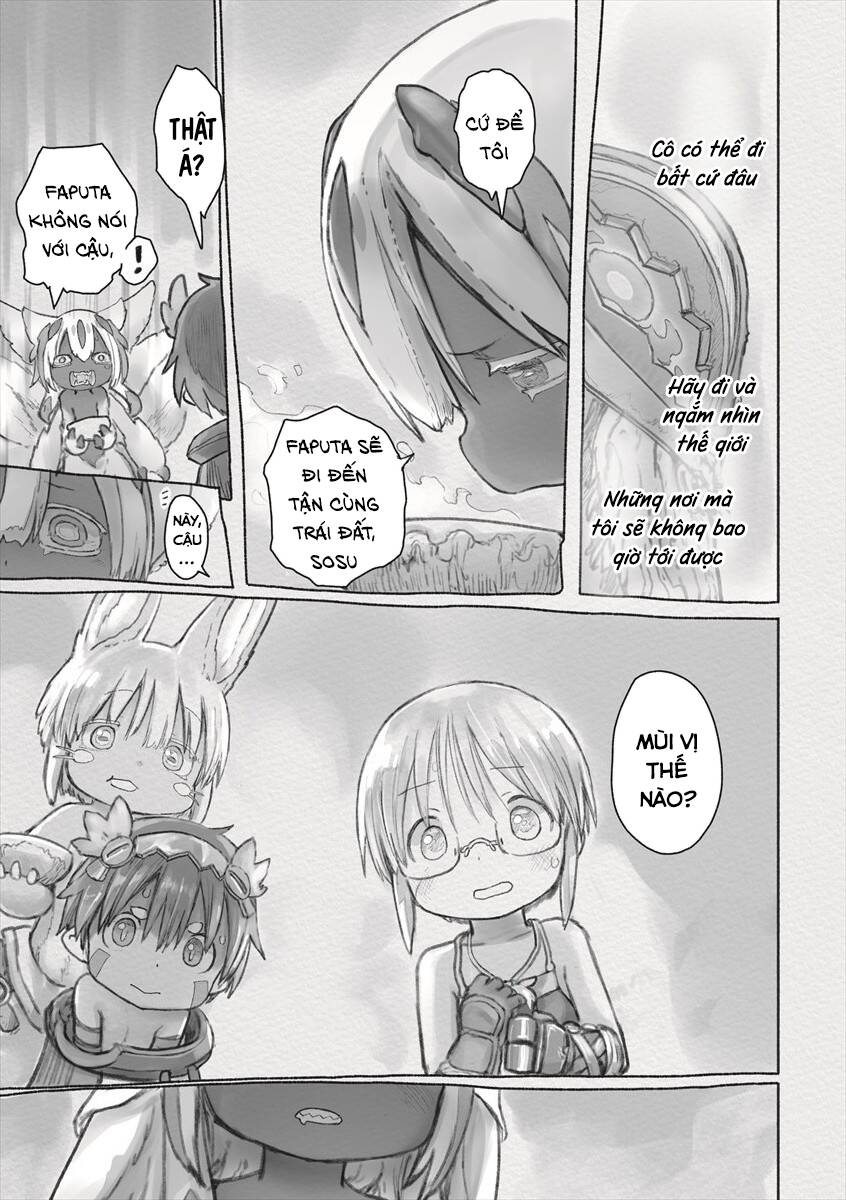 Cô có thể đi
bất cứ đâu
Hãy đi và
ngắm nhìn
thế giới
Những nơi mà
tôi sẽ không bao
giờ tới được
CỨ ĐỂ
TÔI
FAPUTA SẼ
ĐI ĐẾN
TẬN CÙNG
TRÁI ĐẤT,
SOSU
THẬT
Á?
FAPUTA
KHÔNG NÓI
VỚI CẬU,
!
NÀY,
CẬU
...
MÙI VỊ
THẾ
NÀO?